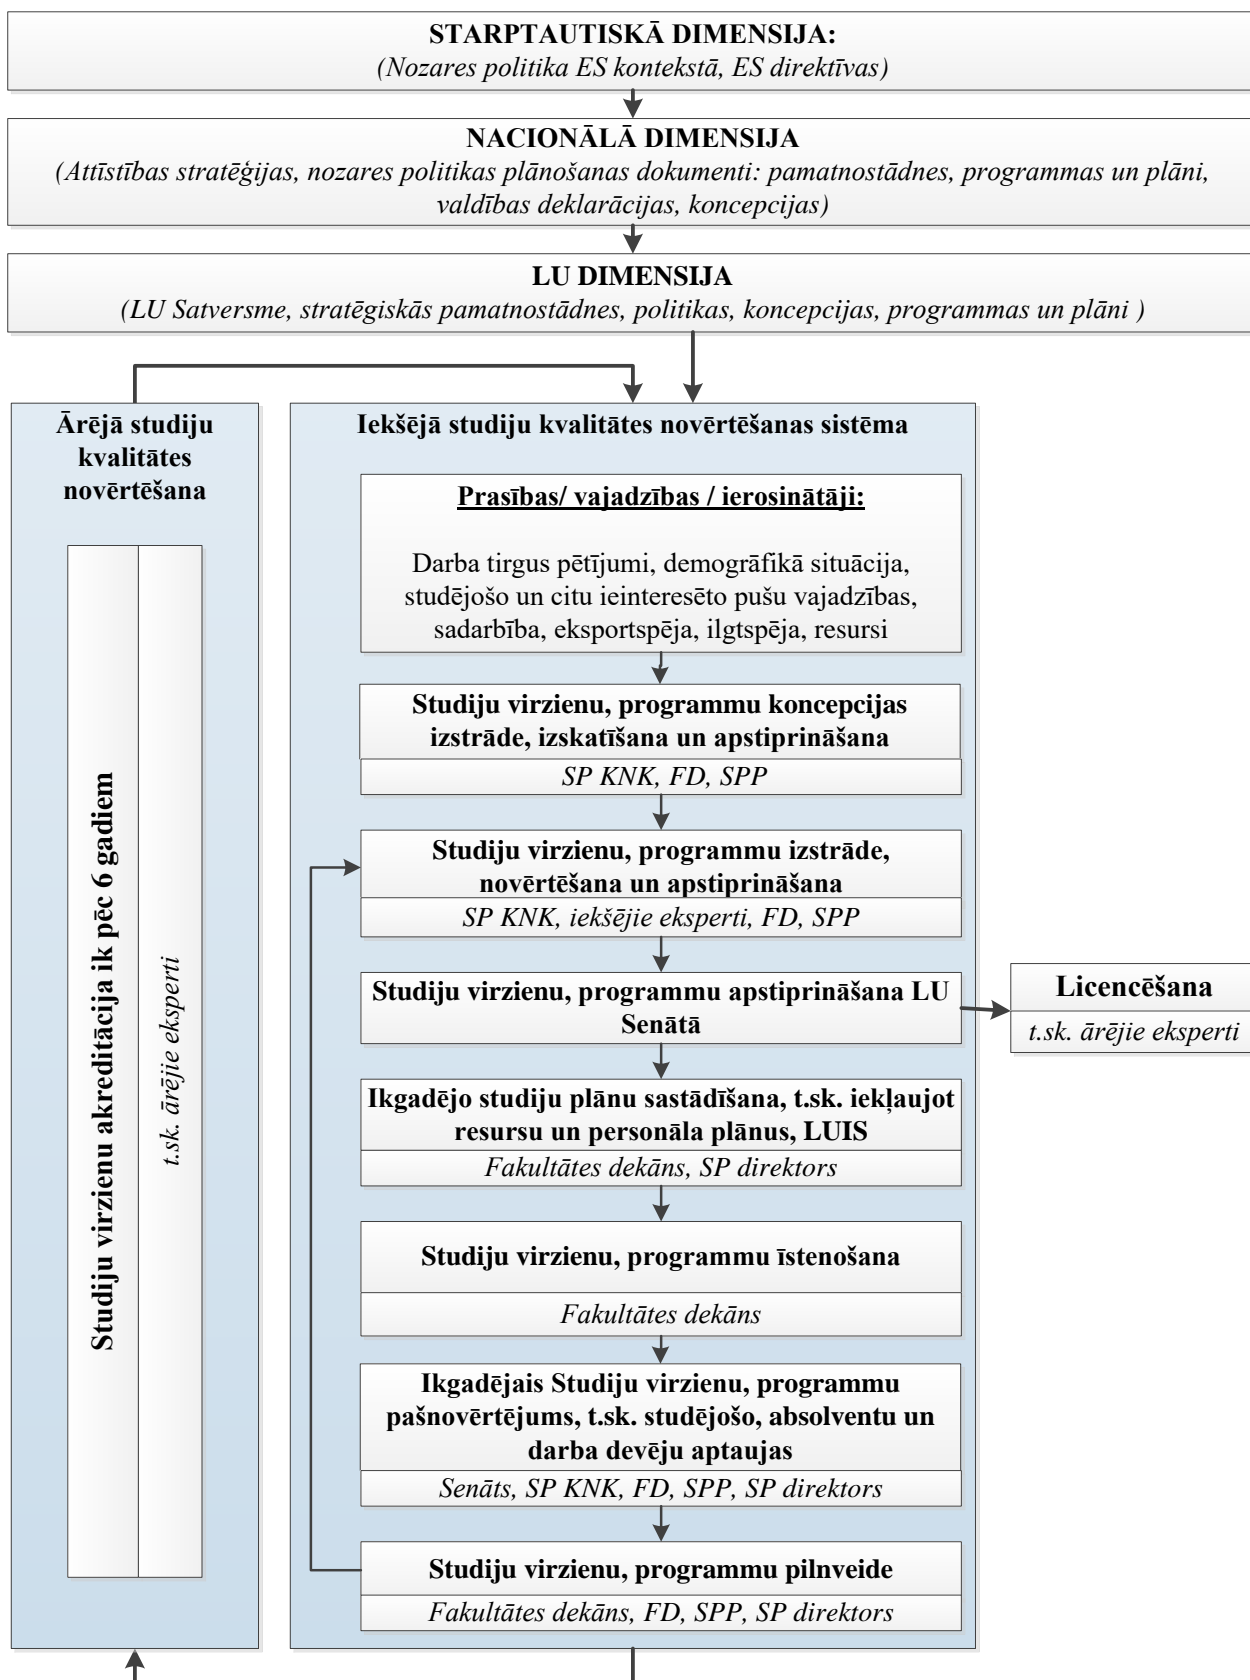 STARPTAUTISKĀ DIMENSIJA:
(Nozares politika ES kontekstā, ES direktīvas)
NACIONĀLĀ DIMENSIJA
(Attīstības stratēģijas, nozares politikas plānošanas dokumenti: pamatnostādnes, programmas un plāni,
valdības deklarācijas, koncepcijas)
LU DIMENSIJA
(LU Satversme, stratēgiskās pamatnostādnes, politikas, koncepcijas, programmas un plāni )
Ārējā studiju
kvalitātes
novērtēšana
Studiju virzienu akreditācija ik pēc 6 gadiem
t.sk. ārējie eksperti
Iekšējā studiju kvalitātes novērtēšanas sistēma
Prasības/ vajadzības / ierosinātāji:
Darba tirgus pētījumi, demogrāfikā situācija,
studējošo un citu ieinteresēto pušu vajadzības,
sadarbība, eksportspēja, ilgtspēja, resursi
Studiju virzienu, programmu koncepcijas
izstrāde, izskatīšana un apstiprināšana
SP KNK, FD, SPP
Studiju virzienu, programmu izstrāde,
novērtēšana un apstiprināšana
SP KNK, iekšējie eksperti, FD, SPP
Studiju virzienu, programmu apstiprināšana LU
Senātā
Licencēšana
t.sk. ārējie eksperti
Ikgadējo studiju plānu sastādīšana, t.sk. iekļaujot
resursu un personāla plānus, LUIS
Fakultātes dekāns, SP direktors
Studiju virzienu, programmu īstenošana
Fakultātes dekāns
Ikgadējais Studiju virzienu, programmu
pašnovērtējums, t.sk. studējošo, absolventu un
darba devēju aptaujas
Senāts, SP KNK, FD, SPP, SP direktors
Studiju virzienu, programmu pilnveide
Fakultātes dekāns, FD, SPP, SP direktors